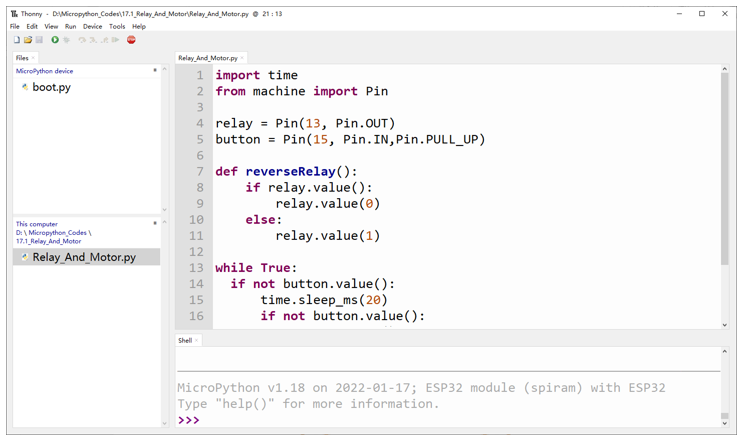 Thonny - D:\Micropython_Codes\17.1_Relay_And_Motor\Relay_And_Motor.py @ 21 : 13
File Edit View Run Device Tools Help
Files
MicroPython device
boot.py
This computer
D: \ Micropython_Codes \
17.1_Relay_And_Motor
Relay_And_Motor.py
Relay_And_Motor.py
1 import time
2 from machine import Pin
3
4 relay = Pin(13, Pin.OUT)
5 button = Pin(15, Pin.IN,Pin.PULL_UP)
6
7 def reverseRelay():
8     if relay.value():
9         relay.value(0)
10     else:
11         relay.value(1)
12
13 while True:
14   if not button.value():
15       time.sleep_ms(20)
16       if not button.value():
Shell
MicroPython v1.18 on 2022-01-17; ESP32 module (spiram) with ESP32
Type "help()" for more information.
>>>